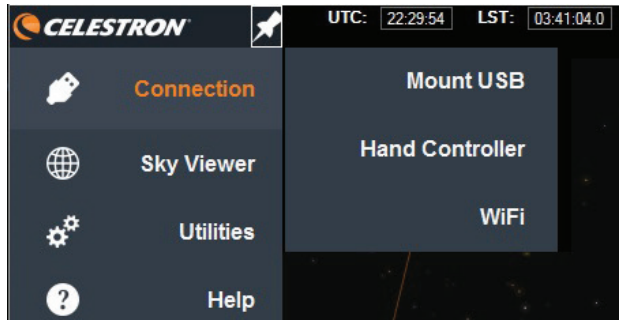 CELESTRON
UTC: 22:29:54 LST: 03:41:04.0
Connection
Mount USB
Hand Controller
WiFi
Sky Viewer
Utilities
? Help